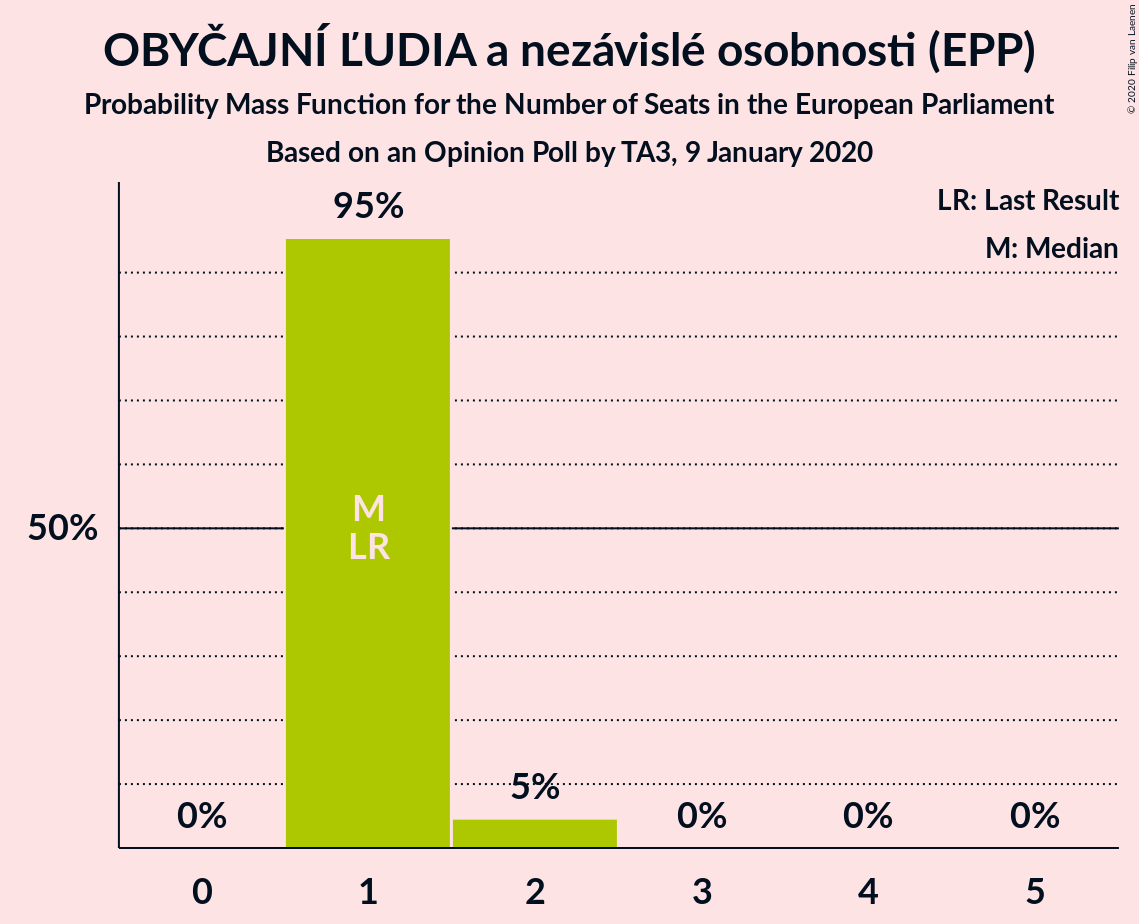 OBYČAJNÍ ĽUDIA a nezávislé osobnosti (EPP)
Probability Mass Function for the Number of Seats in the European Parliament
Based on an Opinion Poll by TA3, 9 January 2020
© 2020 Filip van Laenen
LR: Last Result
M: Median
95%
M
LR
50%
5%
0%
0%
0%
0%
0
1
2
3
4
5